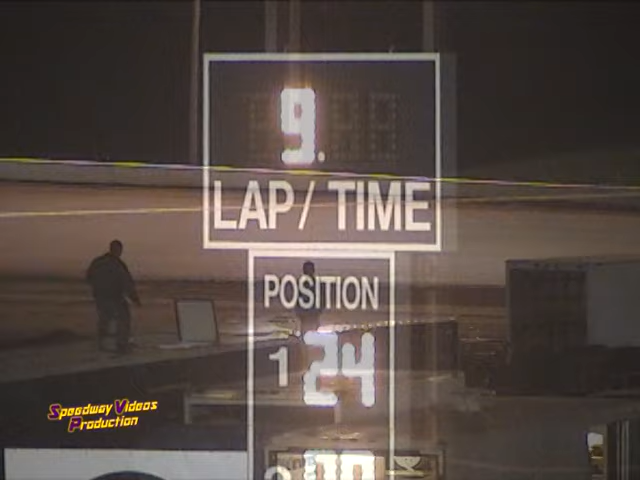 9.
LAP/ TIME
POSITION
1 24
Speedway Videos
Production